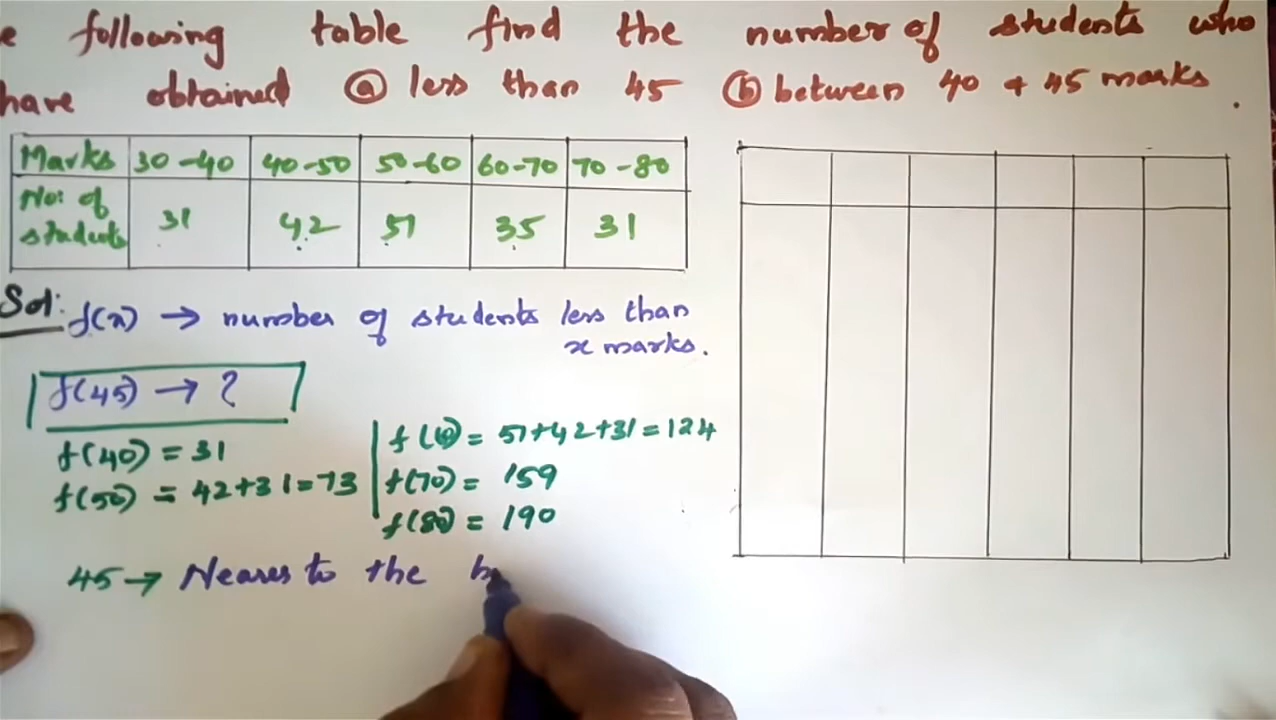 following table find the number of students who
have obtained ⓐ less than 45 ⓑ between 40 & 45 marks.
Marks 30-40 40-50 50-60 60-70 70-80
No: of students 31 42 51 35 31
Sol: f(x) → number of students less than
x marks.
f(45) → ?
f(40) = 31
f(50) = 42+31=73
f(60) = 51+42+31=124
f(70) = 159
f(80) = 190
45→ Neares to the